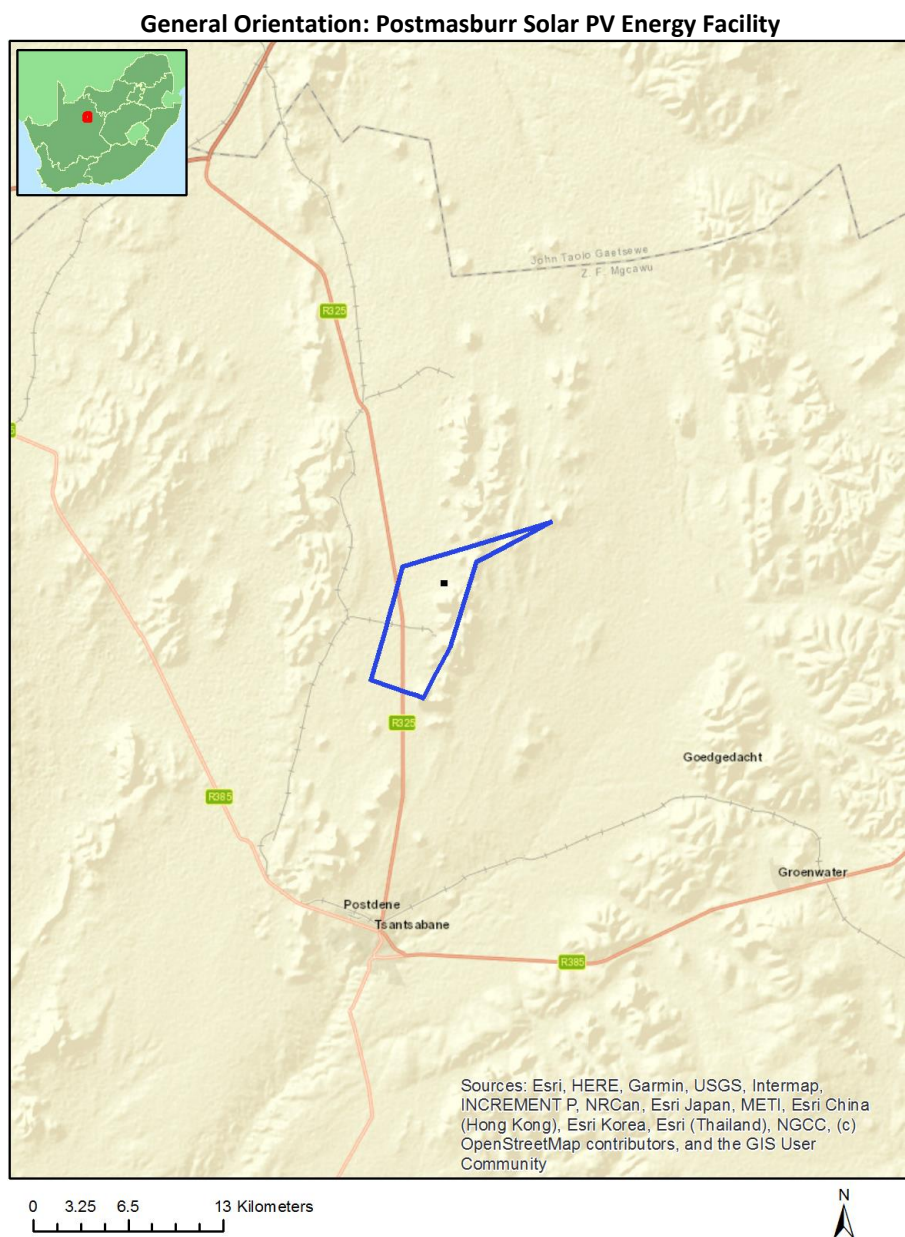 General Orientation: Postmasburr Solar PV Energy Facility
John Taolo Gaetsewe
Z. F. Mgcawu
R325
R325
Goedgedacht
R385
Groenwater
Postdene
Tsantsabane
R385
Sources: Esri, HERE, Garmin, USGS, Intermap,
INCREMENT P, NRCan, Esri Japan, METI, Esri China
(Hong Kong), Esri Korea, Esri (Thailand), NGCC, (c)
OpenStreetMap contributors, and the GIS User
Community
0 3.25 6.5 13 Kilometers
N